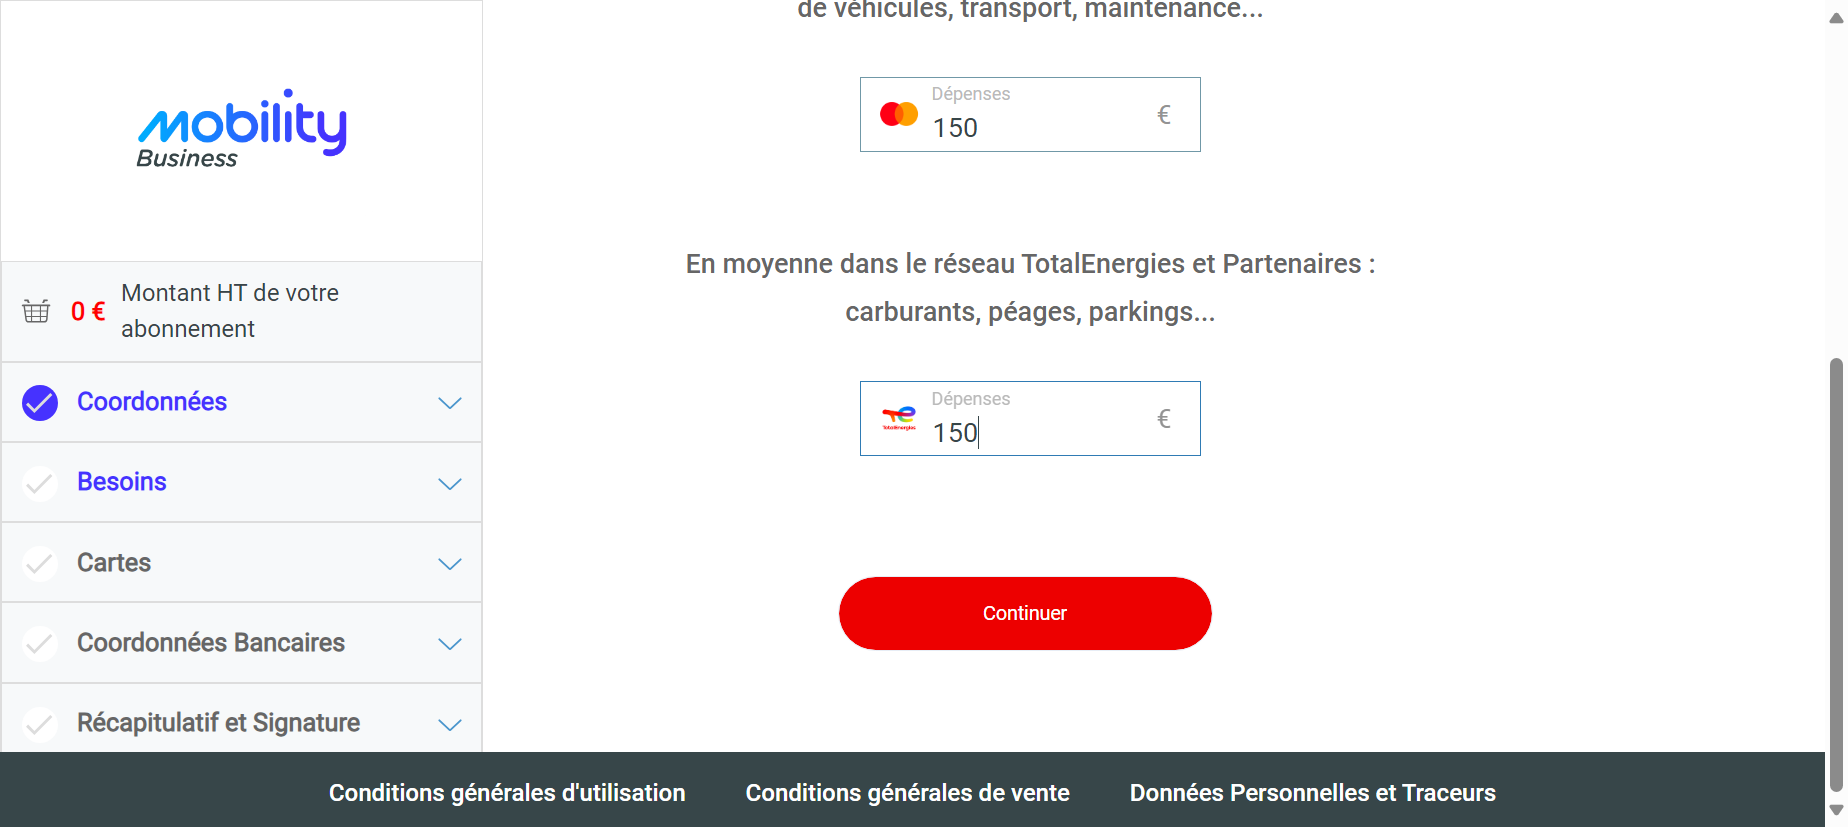 de véhicules, transport, maintenance...
mobility
Business
Dépenses
150
€
En moyenne dans le réseau TotalEnergies et Partenaires :
carburants, péages, parkings...
0 €
Montant HT de votre
abonnement
Dépenses
TotalEnergies
150
€
Coordonnées
Besoins
Cartes
Continuer
Coordonnées Bancaires
Récapitulatif et Signature
Conditions générales d'utilisation
Conditions générales de vente
Données Personnelles et Traceurs